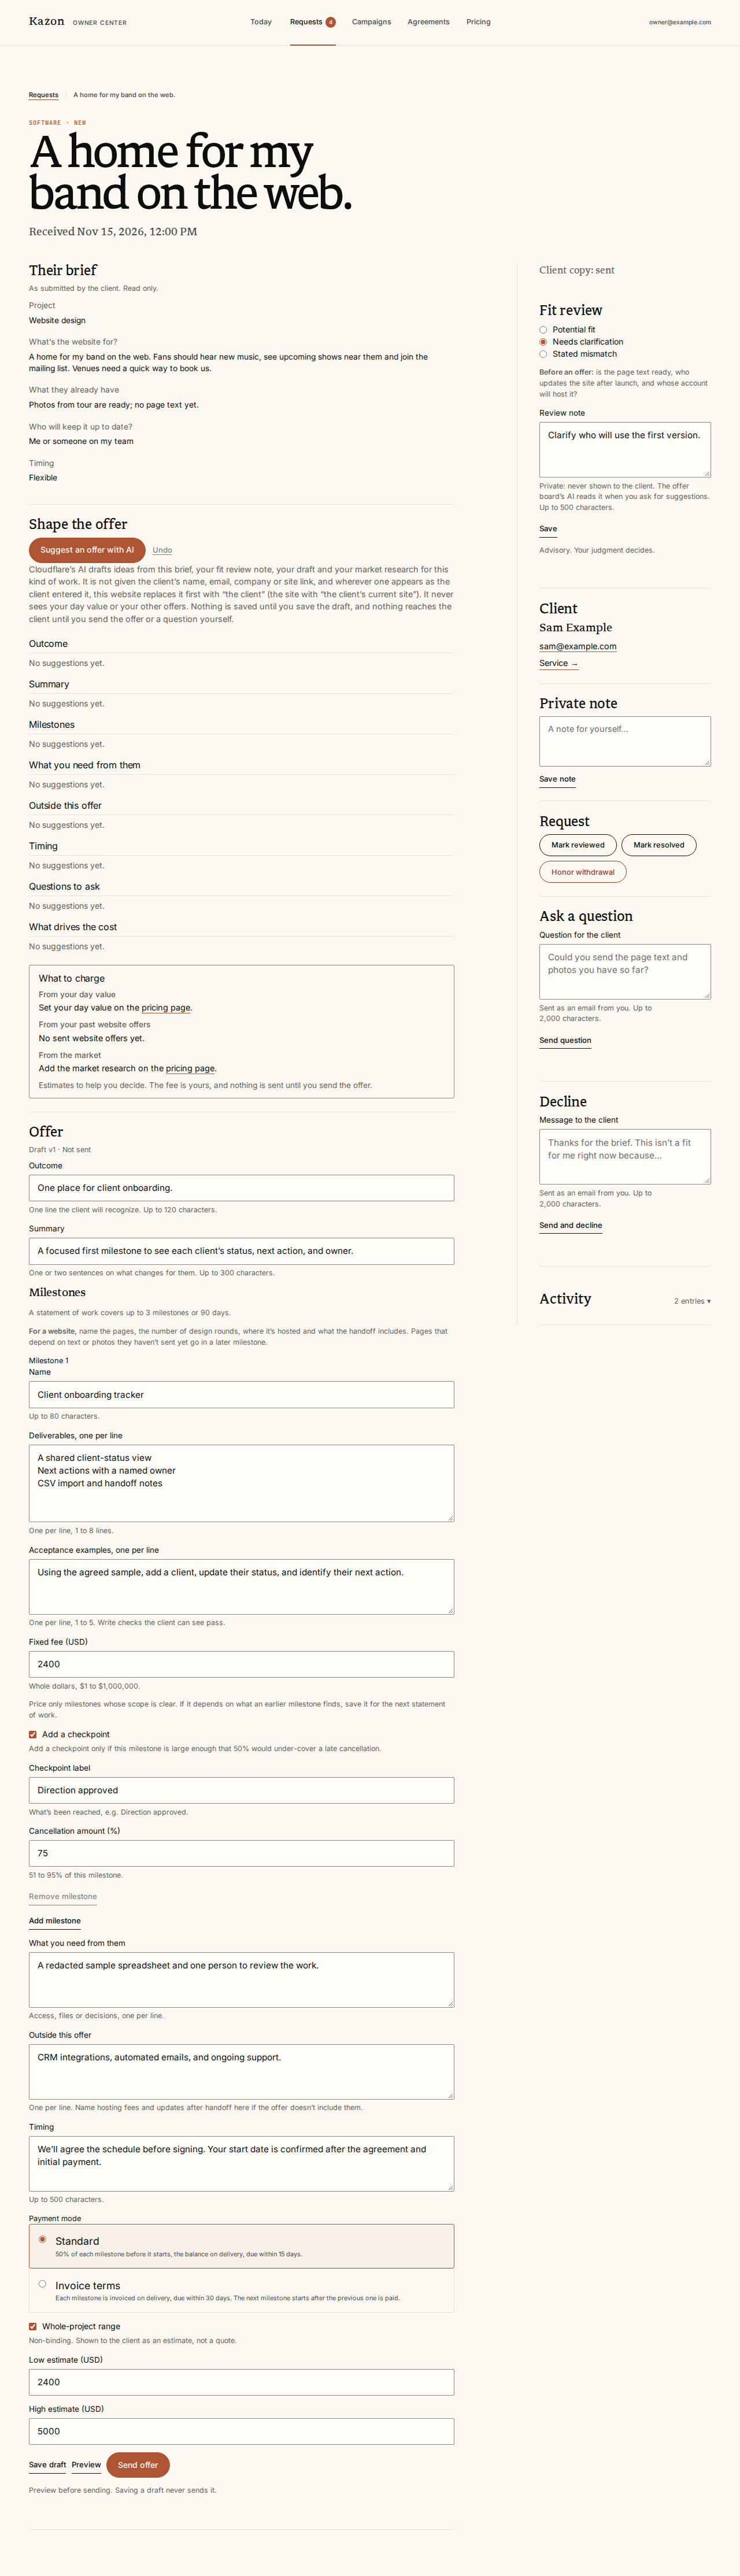 Kazon OWNER CENTER
Today
Requests 4
Campaigns
Agreements
Pricing
owner@example.com
Requests / A home for my band on the web.
SOFTWARE · NEW
A home for my
band on the web.
Received Nov 15, 2026, 12:00 PM
Their brief
As submitted by the client. Read only.
Project
Website design
What's the website for?
A home for my band on the web. Fans should hear new music, see upcoming shows near them and join the
mailing list. Venues need a quick way to book us.
What they already have
Photos from tour are ready; no page text yet.
Who will keep it up to date?
Me or someone on my team
Timing
Flexible
Shape the offer
Suggest an offer with AI
Undo
Cloudflare's AI drafts ideas from this brief, your fit review note, your draft and your market research for this
kind of work. It is not given the client's name, email, company or site link, and wherever one appears as the
client entered it, this website replaces it first with “the client” (the site with “the client's current site”). It never
sees your day value or your other offers. Nothing is saved until you save the draft, and nothing reaches the
client until you send the offer or a question yourself.
Outcome
No suggestions yet.
Summary
No suggestions yet.
Milestones
No suggestions yet.
What you need from them
No suggestions yet.
Outside this offer
No suggestions yet.
Timing
No suggestions yet.
Questions to ask
No suggestions yet.
What drives the cost
No suggestions yet.
What to charge
From your day value
Set your day value on the pricing page.
From your past website offers
No sent website offers yet.
From the market
Add the market research on the pricing page.
Estimates to help you decide. The fee is yours, and nothing is sent until you send the offer.
Offer
Draft v1 · Not sent
Outcome
One place for client onboarding.
One line the client will recognize. Up to 120 characters.
Summary
A focused first milestone to see each client's status, next action, and owner.
One or two sentences on what changes for them. Up to 300 characters.
Milestones
A statement of work covers up to 3 milestones or 90 days.
For a website, name the pages, the number of design rounds, where it's hosted and what the handoff includes. Pages that
depend on text or photos they haven't sent yet go in a later milestone.
Milestone 1
Name
Client onboarding tracker
Up to 80 characters.
Deliverables, one per line
A shared client-status view
Next actions with a named owner
CSV import and handoff notes
One per line, 1 to 8 lines.
Acceptance examples, one per line
Using the agreed sample, add a client, update their status, and identify their next action.
One per line, 1 to 5. Write checks the client can see pass.
Fixed fee (USD)
2400
Whole dollars, $1 to $1,000,000.
Price only milestones whose scope is clear. If it depends on what an earlier milestone finds, save it for the next statement
of work.
Add a checkpoint
Add a checkpoint only if this milestone is large enough that 50% would under-cover a late cancellation.
Checkpoint label
Direction approved
What's been reached, e.g. Direction approved.
Cancellation amount (%)
75
51 to 95% of this milestone.
Remove milestone
Add milestone
What you need from them
A redacted sample spreadsheet and one person to review the work.
Access, files or decisions, one per line.
Outside this offer
CRM integrations, automated emails, and ongoing support.
One per line. Name hosting fees and updates after handoff here if the offer doesn't include them.
Timing
We'll agree the schedule before signing. Your start date is confirmed after the agreement and
initial payment.
Up to 500 characters.
Payment mode
Standard
50% of each milestone before it starts, the balance on delivery, due within 15 days.
Invoice terms
Each milestone is invoiced on delivery, due within 30 days. The next milestone starts after the previous one is paid.
Whole-project range
Non-binding. Shown to the client as an estimate, not a quote.
Low estimate (USD)
2400
High estimate (USD)
5000
Save draft
Preview
Send offer
Preview before sending. Saving a draft never sends it.
Client copy: sent
Fit review
Potential fit
Needs clarification
Stated mismatch
Before an offer: is the page text ready, who
updates the site after launch, and whose account
will host it?
Review note
Clarify who will use the first version.
Private: never shown to the client. The offer
board's AI reads it when you ask for suggestions.
Up to 500 characters.
Save
Advisory. Your judgment decides.
Client
Sam Example
sam@example.com
Service →
Private note
A note for yourself...
Save note
Request
Mark reviewed
Mark resolved
Honor withdrawal
Ask a question
Question for the client
Could you send the page text and
photos you have so far?
Sent as an email from you. Up to
2,000 characters.
Send question
Decline
Message to the client
Thanks for the brief. This isn't a fit
for me right now because...
Sent as an email from you. Up to
2,000 characters.
Send and decline
Activity
2 entries ▾